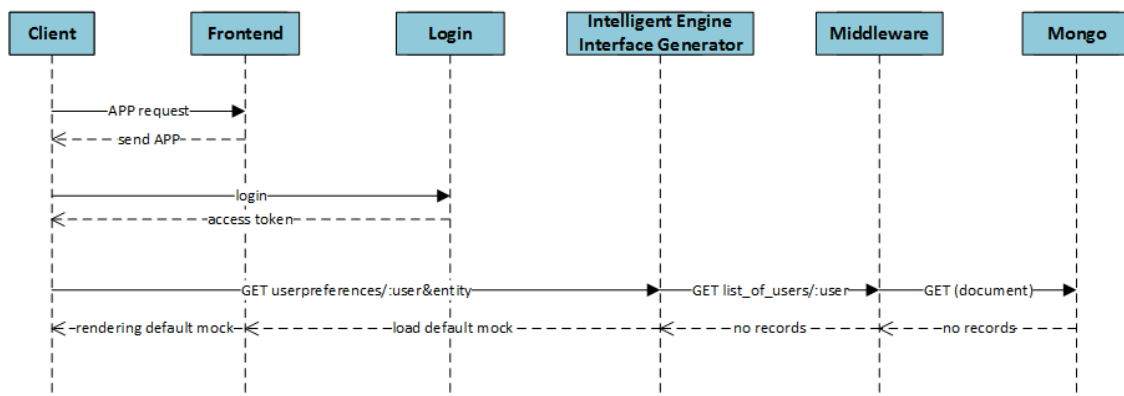 Client
Frontend
Login
Intelligent Engine
Interface Generator
Middleware
Mongo
APP request
send APP
login
access token
GET userpreferences/:user&entity
GET list_of_users/:user
GET (document)
rendering default mock
load default mock
no records
no records